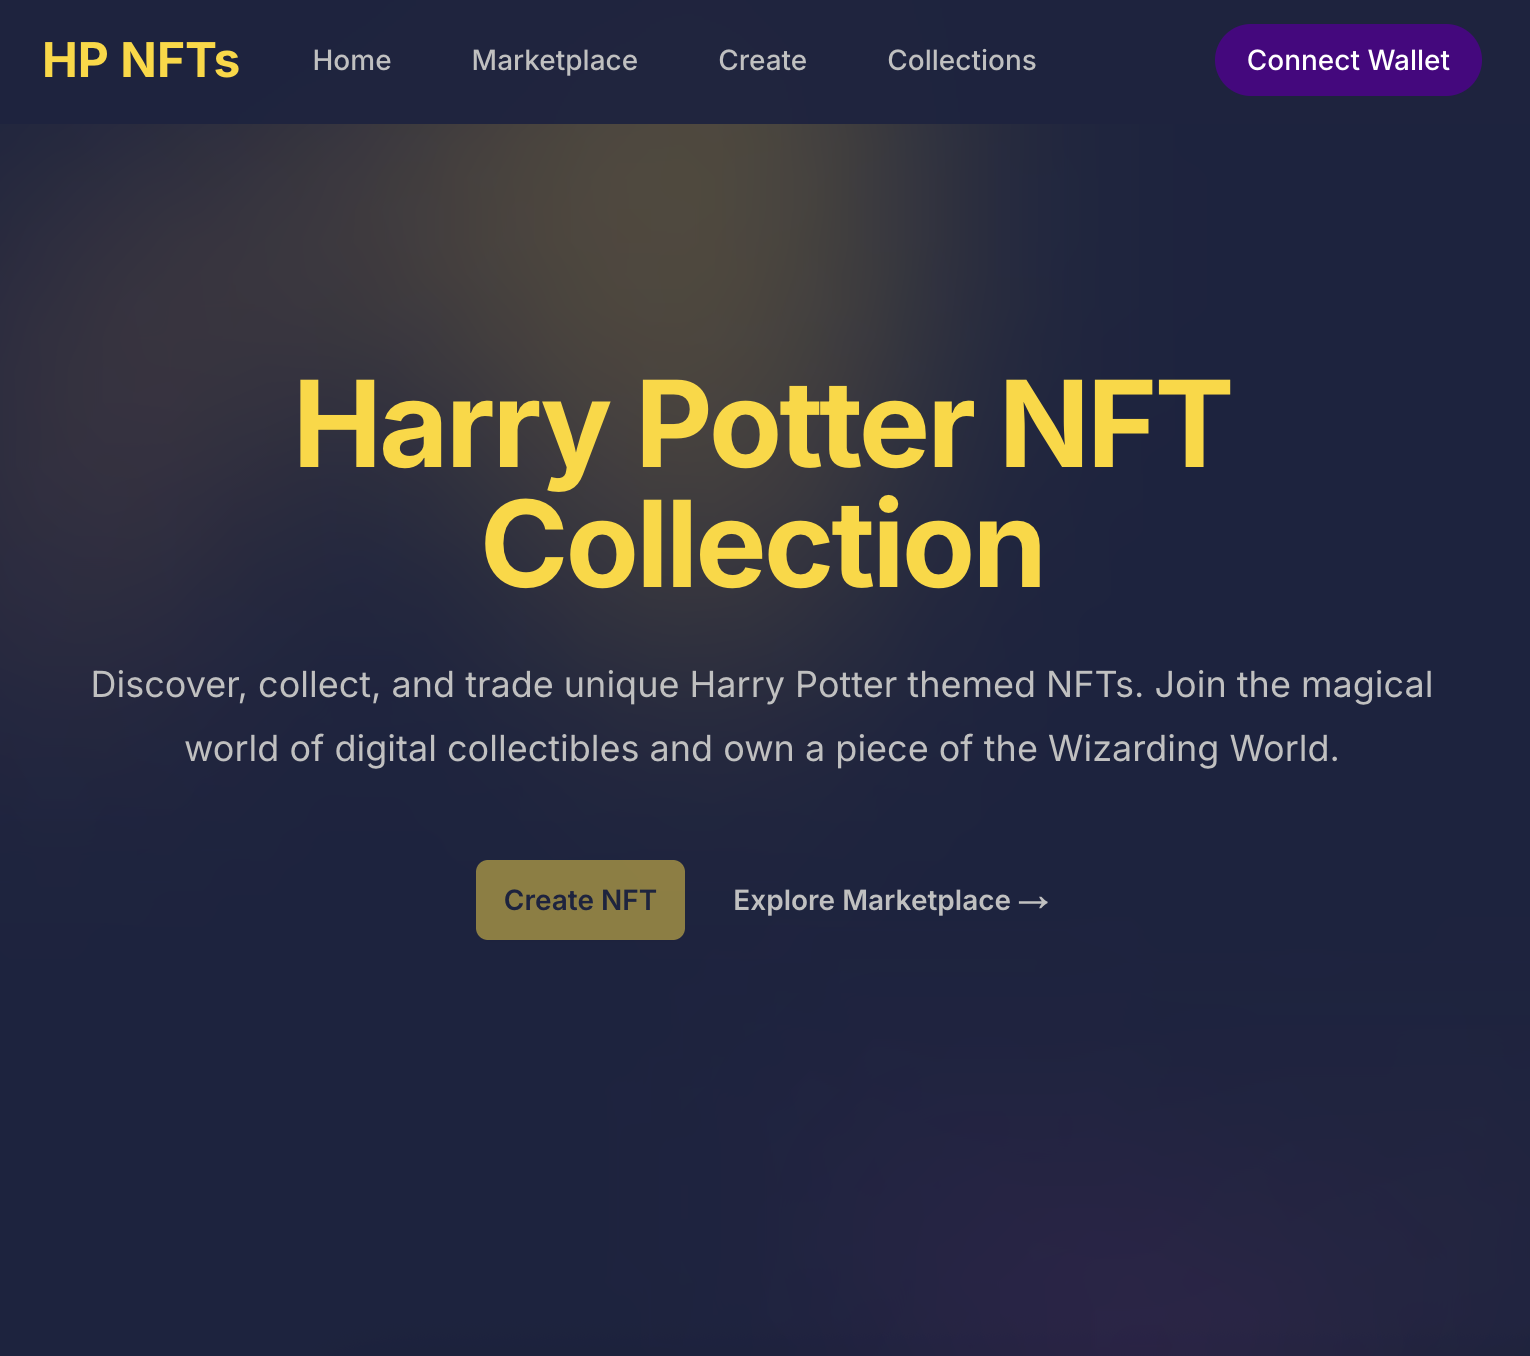 HP NFTs
Home
Marketplace
Create
Collections
Connect Wallet
Harry Potter NFT
Collection
Discover, collect, and trade unique Harry Potter themed NFTs. Join the magical
world of digital collectibles and own a piece of the Wizarding World.
Create NFT
Explore Marketplace →